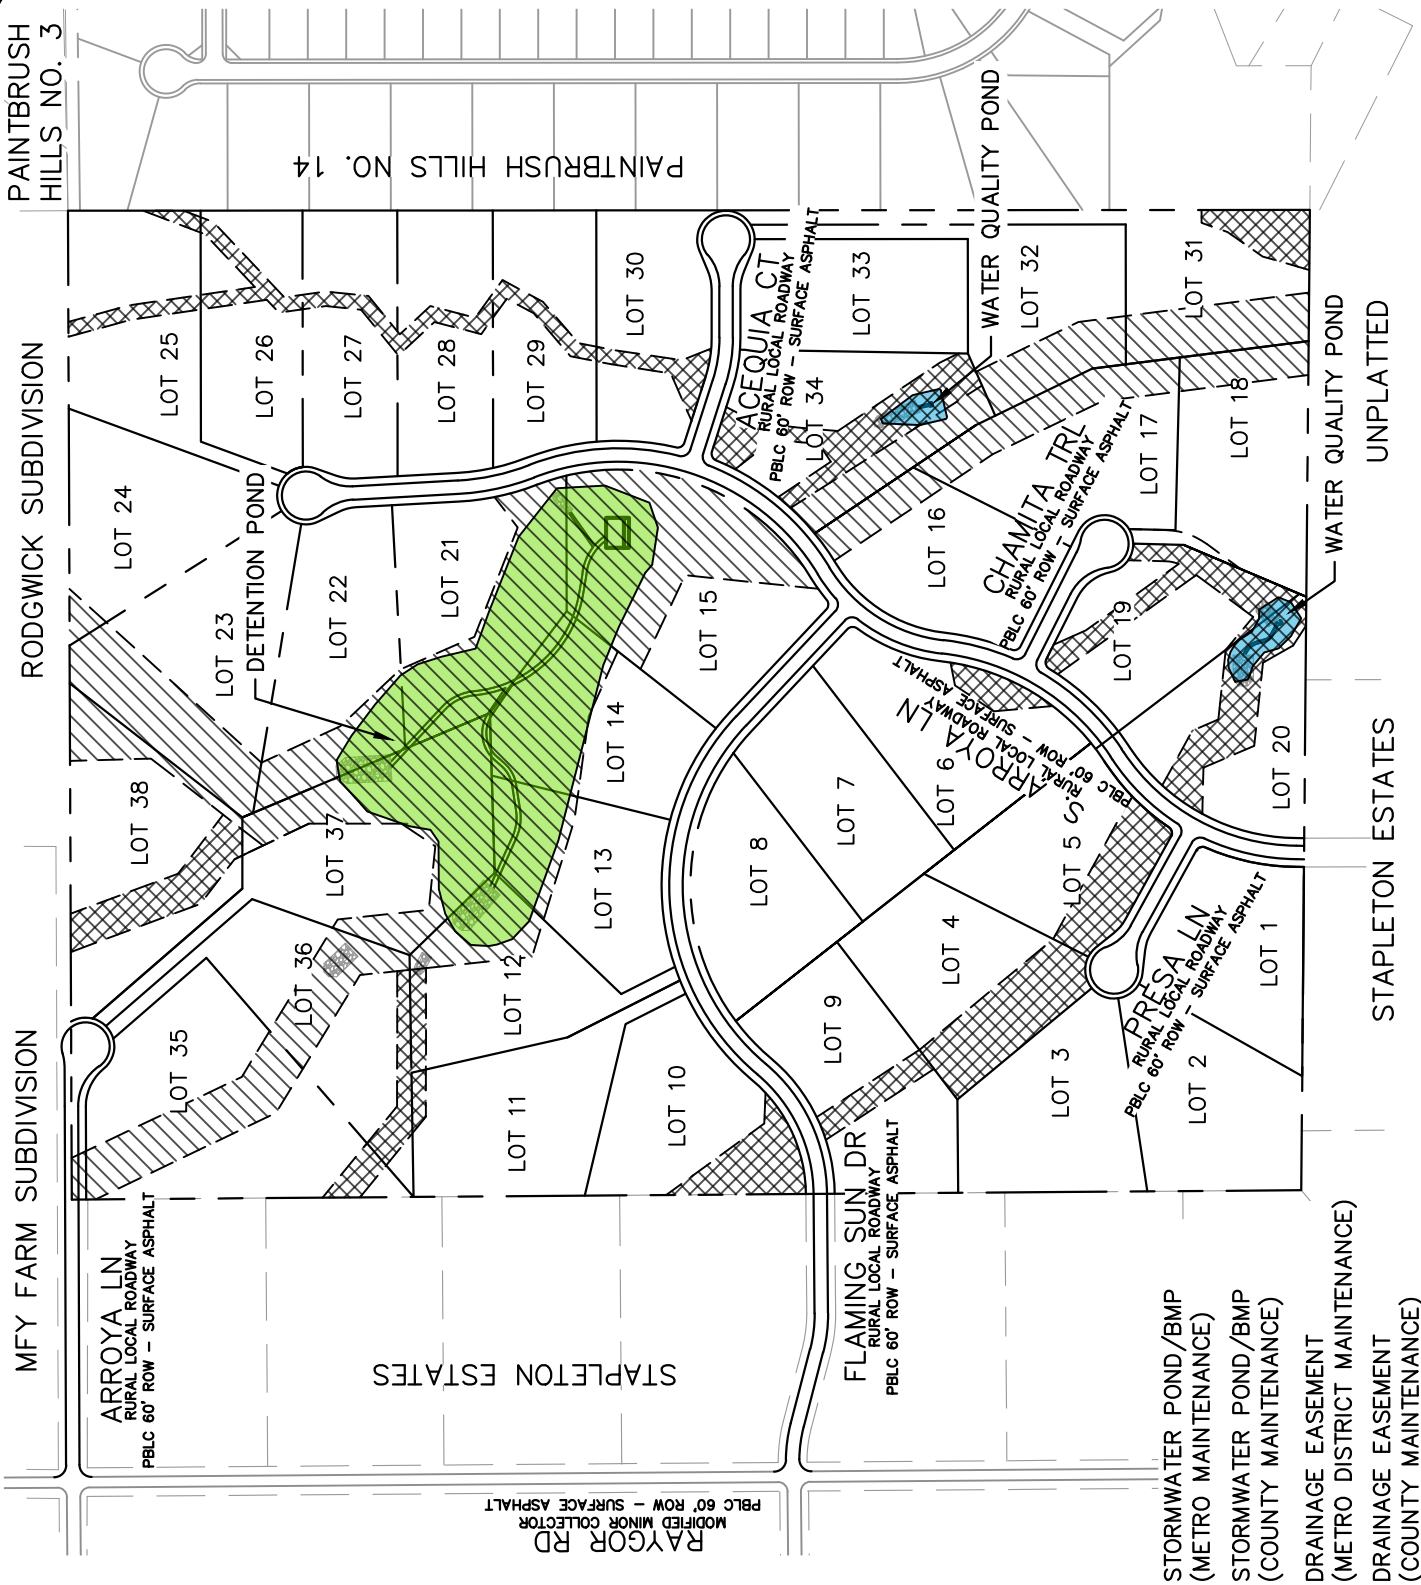 PAINTBRUSH
HILLS NO. 3
PAINTBRUSH HILLS NO. 14
RODGWICK SUBDIVISION
MFY FARM SUBDIVISION
WATER QUALITY POND
WATER QUALITY POND
UNPLATTED
STAPLETON ESTATES
STAPLETON ESTATES
DETENTION POND
LOT 25
LOT 26
LOT 27
LOT 28
LOT 29
LOT 30
LOT 33
LOT 32
LOT 31
LOT 34
LOT 24
LOT 23
LOT 22
LOT 21
LOT 15
LOT 16
LOT 17
LOT 18
LOT 19
LOT 20
LOT 14
LOT 13
LOT 12
LOT 38
LOT 37
LOT 36
LOT 35
LOT 11
LOT 10
LOT 9
LOT 8
LOT 7
LOT 6
LOT 5
LOT 4
LOT 3
LOT 2
LOT 1
ACEQUIA CT
RURAL LOCAL ROADWAY
PBLC 60' ROW – SURFACE ASPHALT
CHAMITA TRL
RURAL LOCAL ROADWAY
PBLC 60' ROW – SURFACE ASPHALT
S. ARROYA LN
RURAL LOCAL ROADWAY
PBLC 60' ROW – SURFACE ASPHALT
PRESA LN
RURAL LOCAL ROADWAY
PBLC 60' ROW – SURFACE ASPHALT
FLAMING SUN DR
RURAL LOCAL ROADWAY
PBLC 60' ROW – SURFACE ASPHALT
ARROYA LN
RURAL LOCAL ROADWAY
PBLC 60' ROW – SURFACE ASPHALT
RAYGOR RD
MODIFIED MINOR COLLECTOR
PBLC 60' ROW – SURFACE ASPHALT
STORMWATER POND/BMP
(METRO MAINTENANCE)
STORMWATER POND/BMP
(COUNTY MAINTENANCE)
DRAINAGE EASEMENT
(METRO DISTRICT MAINTENANCE)
DRAINAGE EASEMENT
(COUNTY MAINTENANCE)